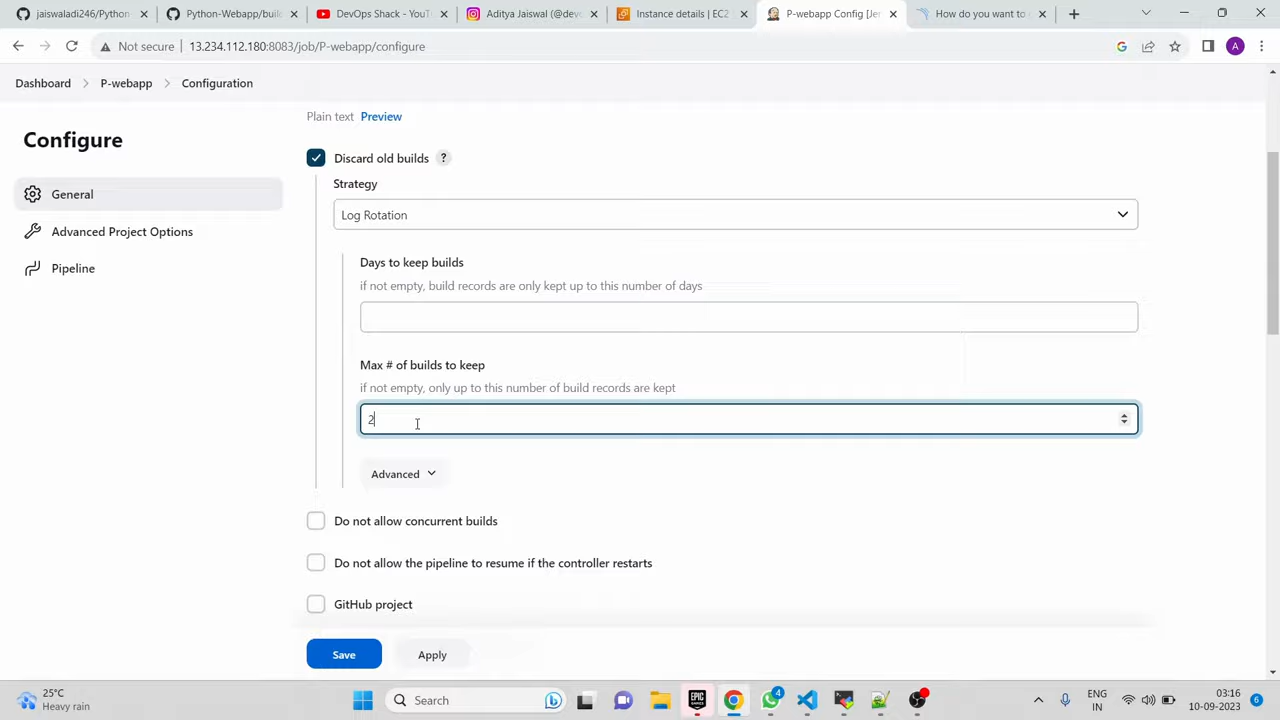 jaiswaladi246/Python-
Python-Webapp/buil
DevOps Stack - YouT
Aditya Jaiswal (@dev
Instance details | EC2
P-webapp Config [Jen
How do you want to
Not secure
13.234.112.180:8083/job/P-webapp/configure
A
Dashboard
P-webapp
Configuration
Configure
General
Advanced Project Options
Pipeline
Plain text Preview
Discard old builds ?
Strategy
Log Rotation
Days to keep builds
if not empty, build records are only kept up to this number of days
Max # of builds to keep
if not empty, only up to this number of build records are kept
2
Advanced
Do not allow concurrent builds
Do not allow the pipeline to resume if the controller restarts
GitHub project
Save
Apply
25°C
Heavy rain
Search
EPIC
4
ENG
IN
03:16
10-09-2023
6